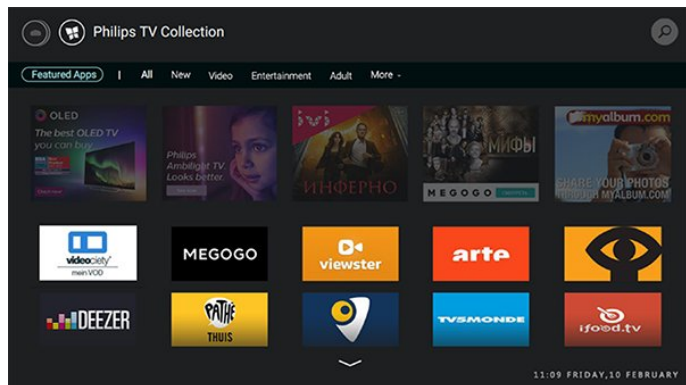 Philips TV Collection
Featured Apps | All New Video Entertainment Adult More
OLED
The best OLED TV
you can buy
Philips
Ambilight TV.
Looks better.
ivi
ИНФЕРНО
МИФЫ
MEGOGO
myalbum.com
SHARE YOUR PHOTOS
THROUGH MYALBUM.COM
videociety
mein VOD
MEGOGO
viewster
arte
DEEZER
PATHÉ
THUIS
TV5MONDE
ifood.tv
11:09 FRIDAY,10 FEBRUARY